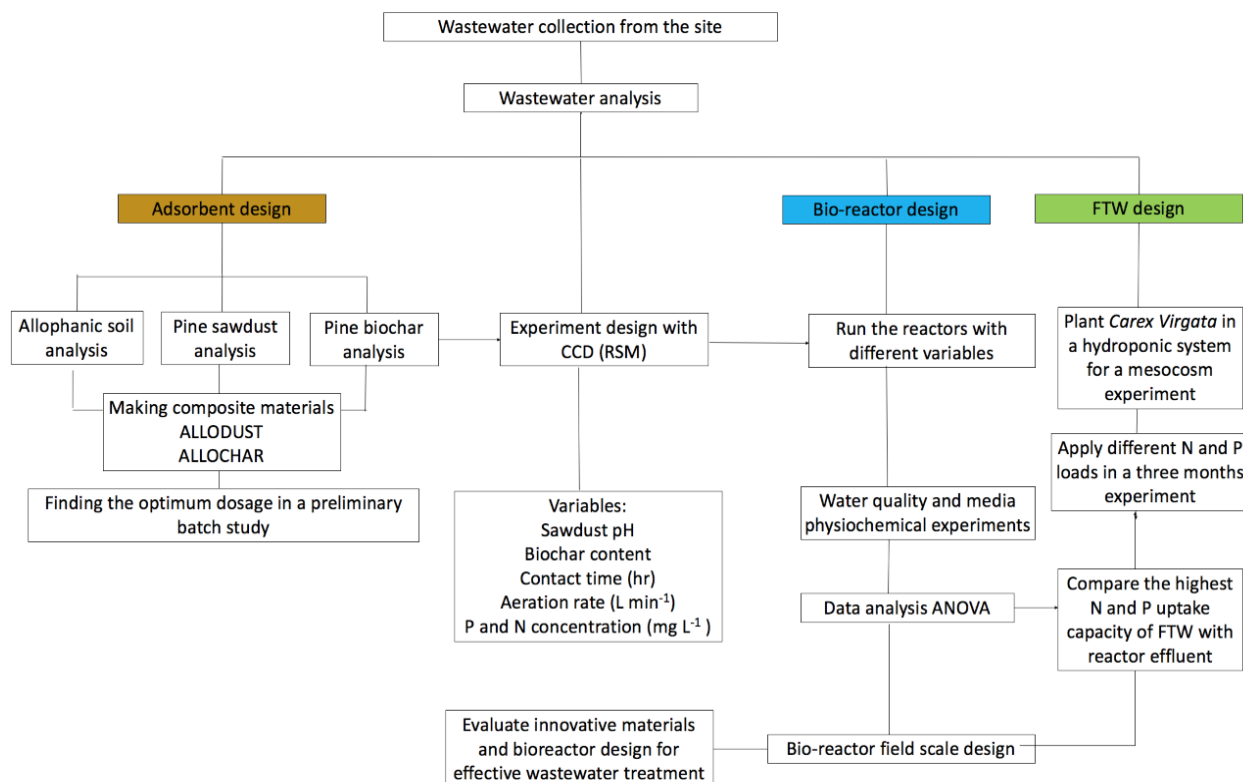 Wastewater collection from the site
Wastewater analysis
Adsorbent design
Bio-reactor design
FTW design
Allophanic soil
analysis
Pine sawdust
analysis
Pine biochar
analysis
Experiment design with
CCD (RSM)
Run the reactors with
different variables
Plant Carex Virgata in
a hydroponic system
for a mesocosm
experiment
Making composite materials
ALLODUST
ALLOCHAR
Finding the optimum dosage in a preliminary
batch study
Variables:
Sawdust pH
Biochar content
Contact time (hr)
Aeration rate (L min⁻¹)
P and N concentration (mg L⁻¹ )
Water quality and media
physiochemical experiments
Apply different N and P
loads in a three months
experiment
Data analysis ANOVA
Compare the highest
N and P uptake
capacity of FTW with
reactor effluent
Evaluate innovative materials
and bioreactor design for
effective wastewater treatment
Bio-reactor field scale design